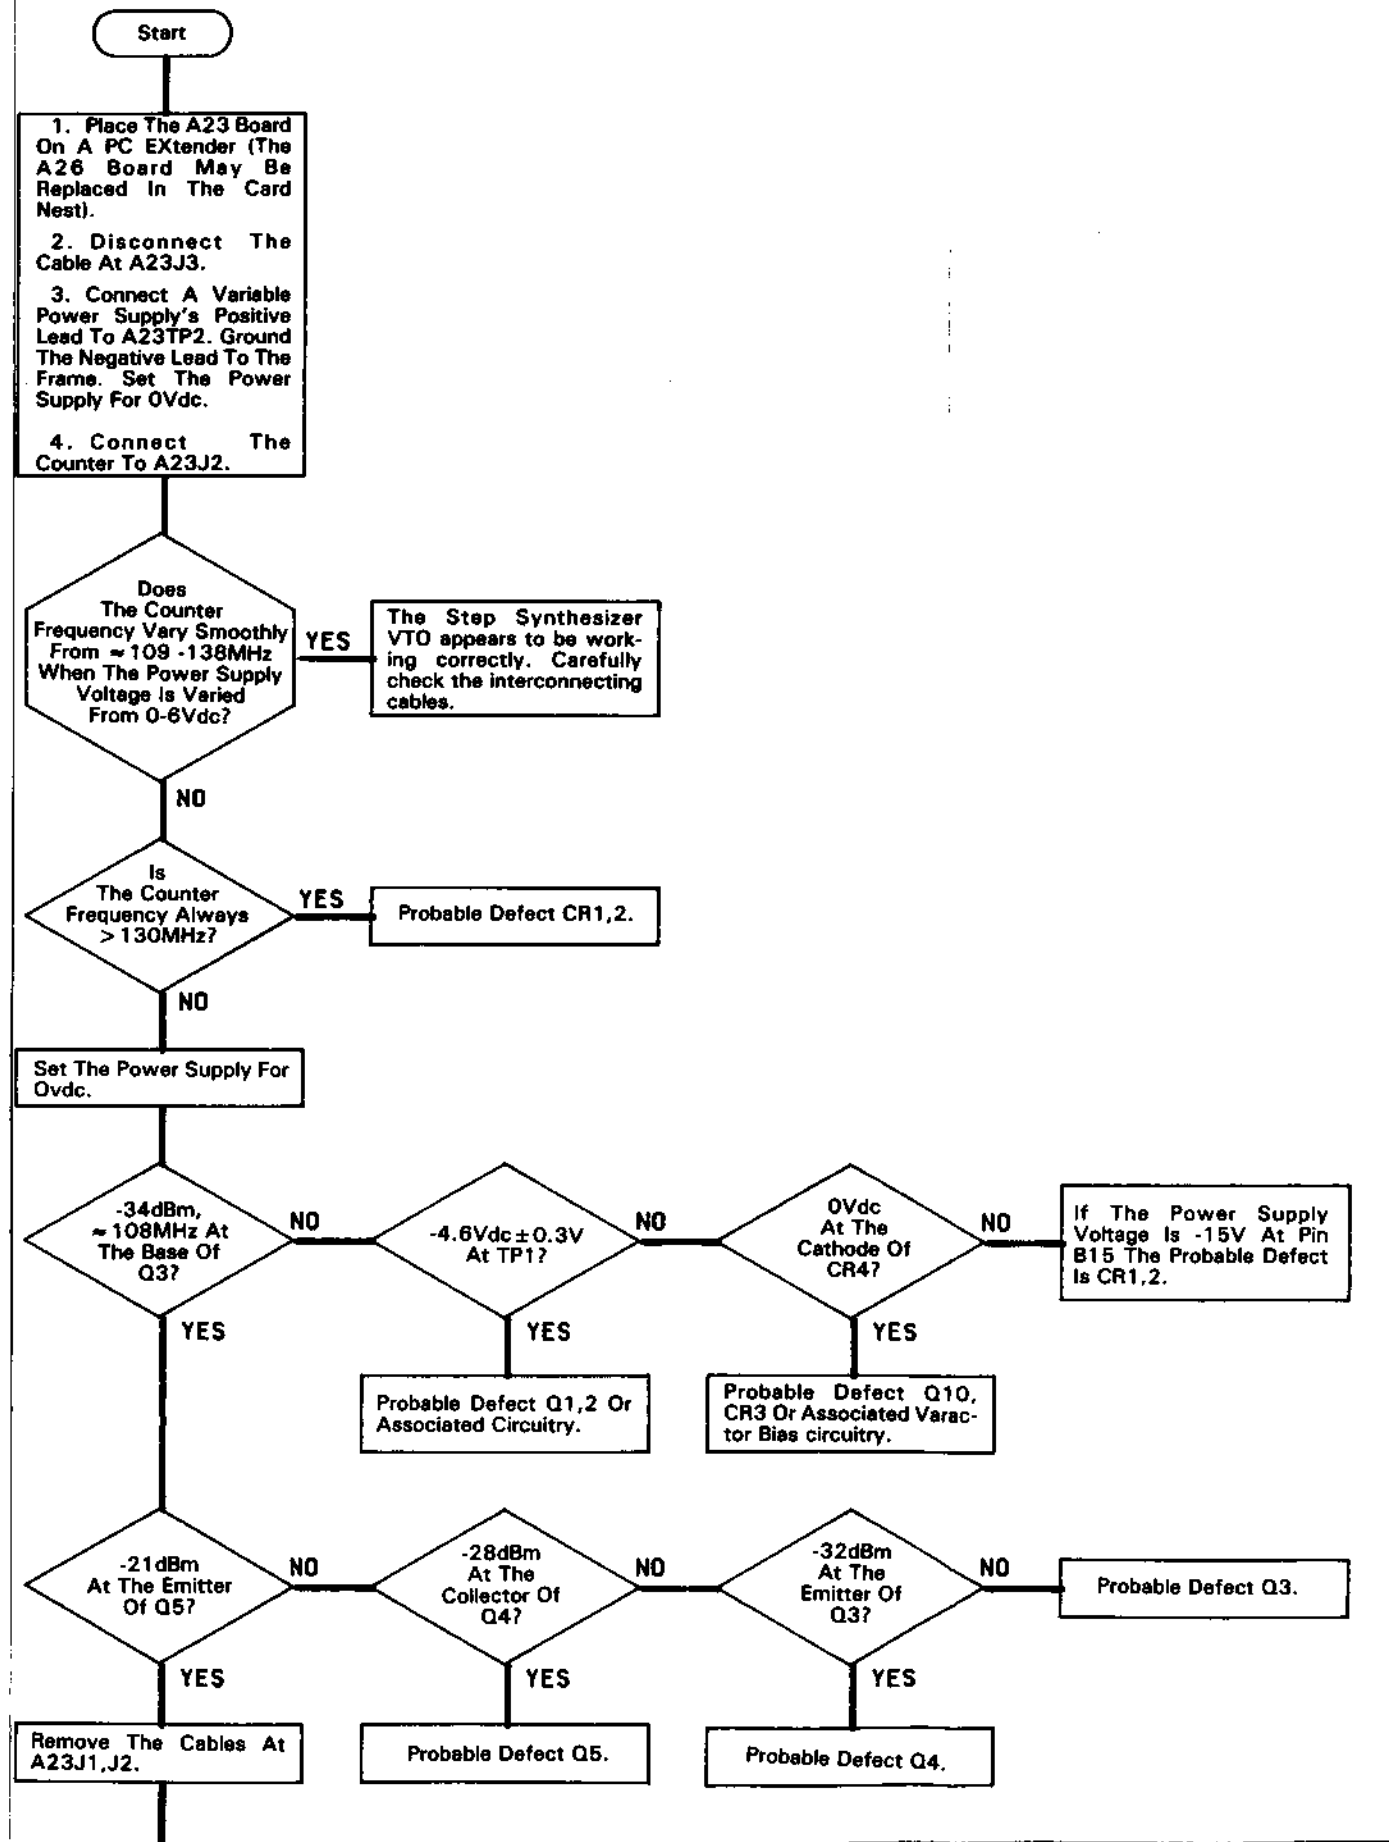 Start
1. Place The A23 Board
On A PC EXtender (The
A26 Board May Be
Replaced In The Card
Nest).
2. Disconnect The
Cable At A23J3.
3. Connect A Variable
Power Supply's Positive
Lead To A23TP2. Ground
The Negative Lead To The
Frame. Set The Power
Supply For 0Vdc.
4. Connect The
Counter To A23J2.
Does
The Counter
Frequency Vary Smoothly
From ≈109 -138MHz
When The Power Supply
Voltage Is Varied
From 0-6Vdc?
YES
The Step Synthesizer
VTO appears to be work-
ing correctly. Carefully
check the interconnecting
cables.
NO
Is
The Counter
Frequency Always
>130MHz?
YES
Probable Defect CR1,2.
NO
Set The Power Supply For
0vdc.
-34dBm,
≈108MHz At
The Base Of
Q3?
NO
-4.6Vdc±0.3V
At TP1?
NO
0Vdc
At The
Cathode Of
CR4?
NO
If The Power Supply
Voltage Is -15V At Pin
B15 The Probable Defect
Is CR1,2.
YES
YES
YES
Probable Defect Q1,2 Or
Associated Circuitry.
Probable Defect Q10,
CR3 Or Associated Varac-
tor Bias circuitry.
-21dBm
At The Emitter
Of Q5?
NO
-28dBm
At The
Collector Of
Q4?
NO
-32dBm
At The
Emitter Of
Q3?
NO
Probable Defect Q3.
YES
YES
YES
Remove The Cables At
A23J1,J2.
Probable Defect Q5.
Probable Defect Q4.